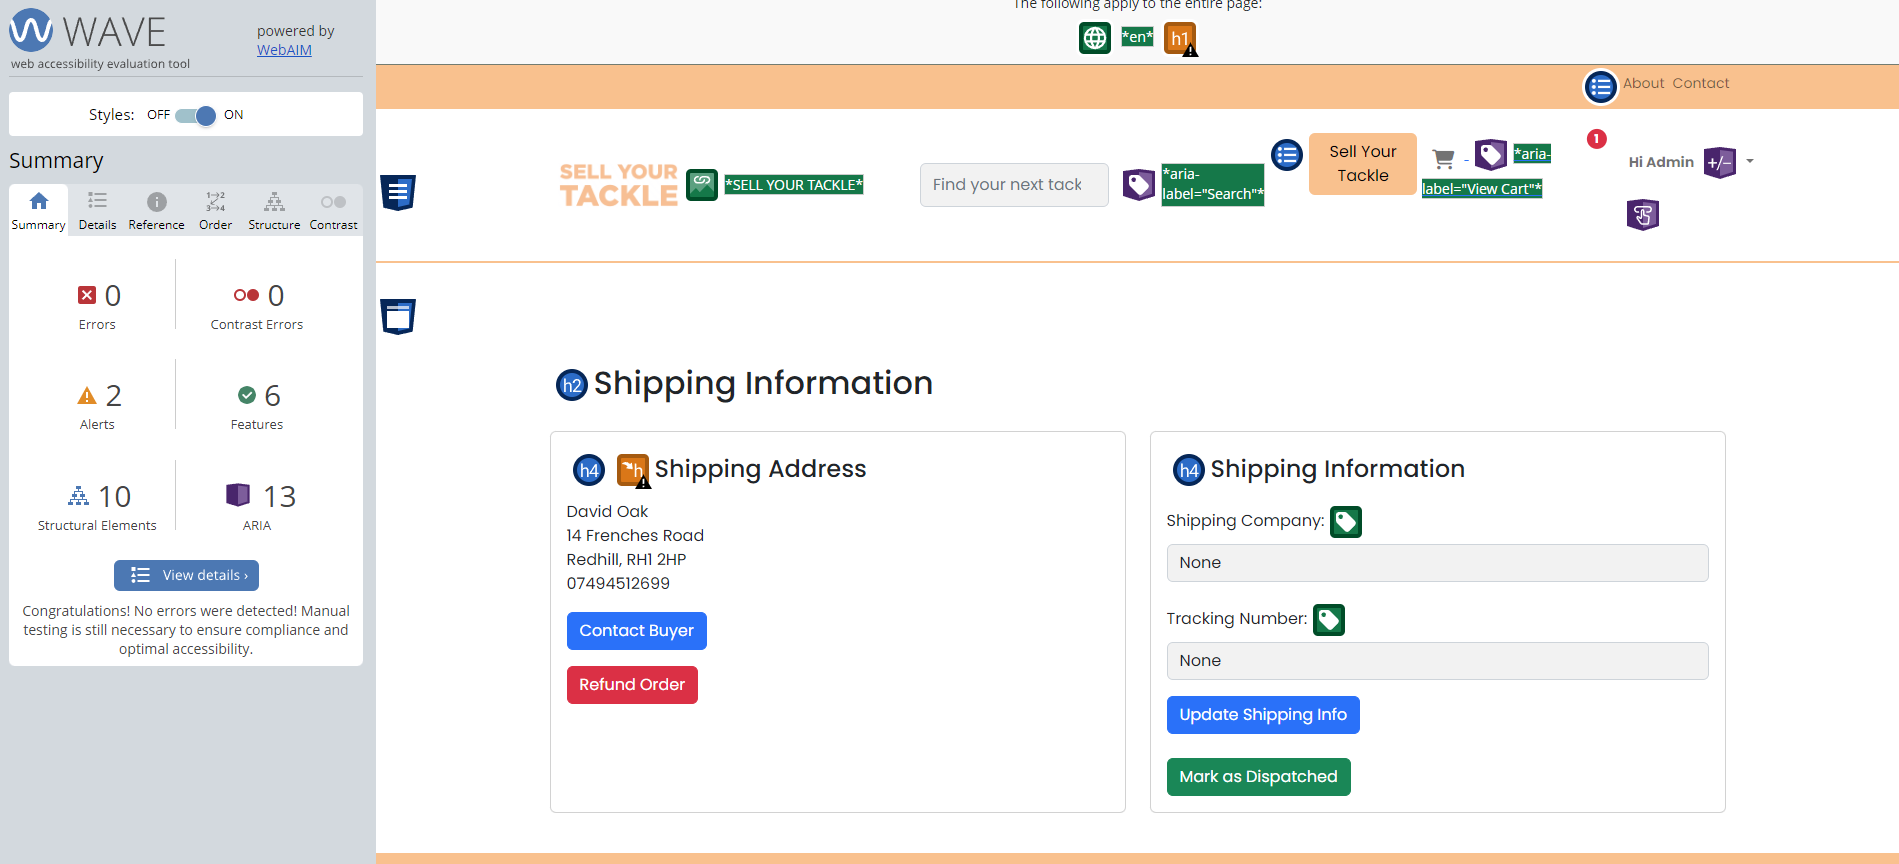 WAVE
powered by
WebAIM
web accessibility evaluation tool
Styles: OFF ON
Summary
Summary Details Reference Order Structure Contrast
0
Errors
0
Contrast Errors
2
Alerts
6
Features
10
Structural Elements
13
ARIA
View details ›
Congratulations! No errors were detected! Manual
testing is still necessary to ensure compliance and
optimal accessibility.
The following apply to the entire page:
*en* h1
About Contact
SELL YOUR
TACKLE
*SELL YOUR TACKLE*
Find your next tack
*aria-
label="Search"*
Sell Your
Tackle
*aria-
label="View Cart"*
1
Hi Admin +/-
h2 Shipping Information
h4 h Shipping Address
David Oak
14 Frenches Road
Redhill, RH1 2HP
07494512699
Contact Buyer
Refund Order
h4 Shipping Information
Shipping Company:
None
Tracking Number:
None
Update Shipping Info
Mark as Dispatched